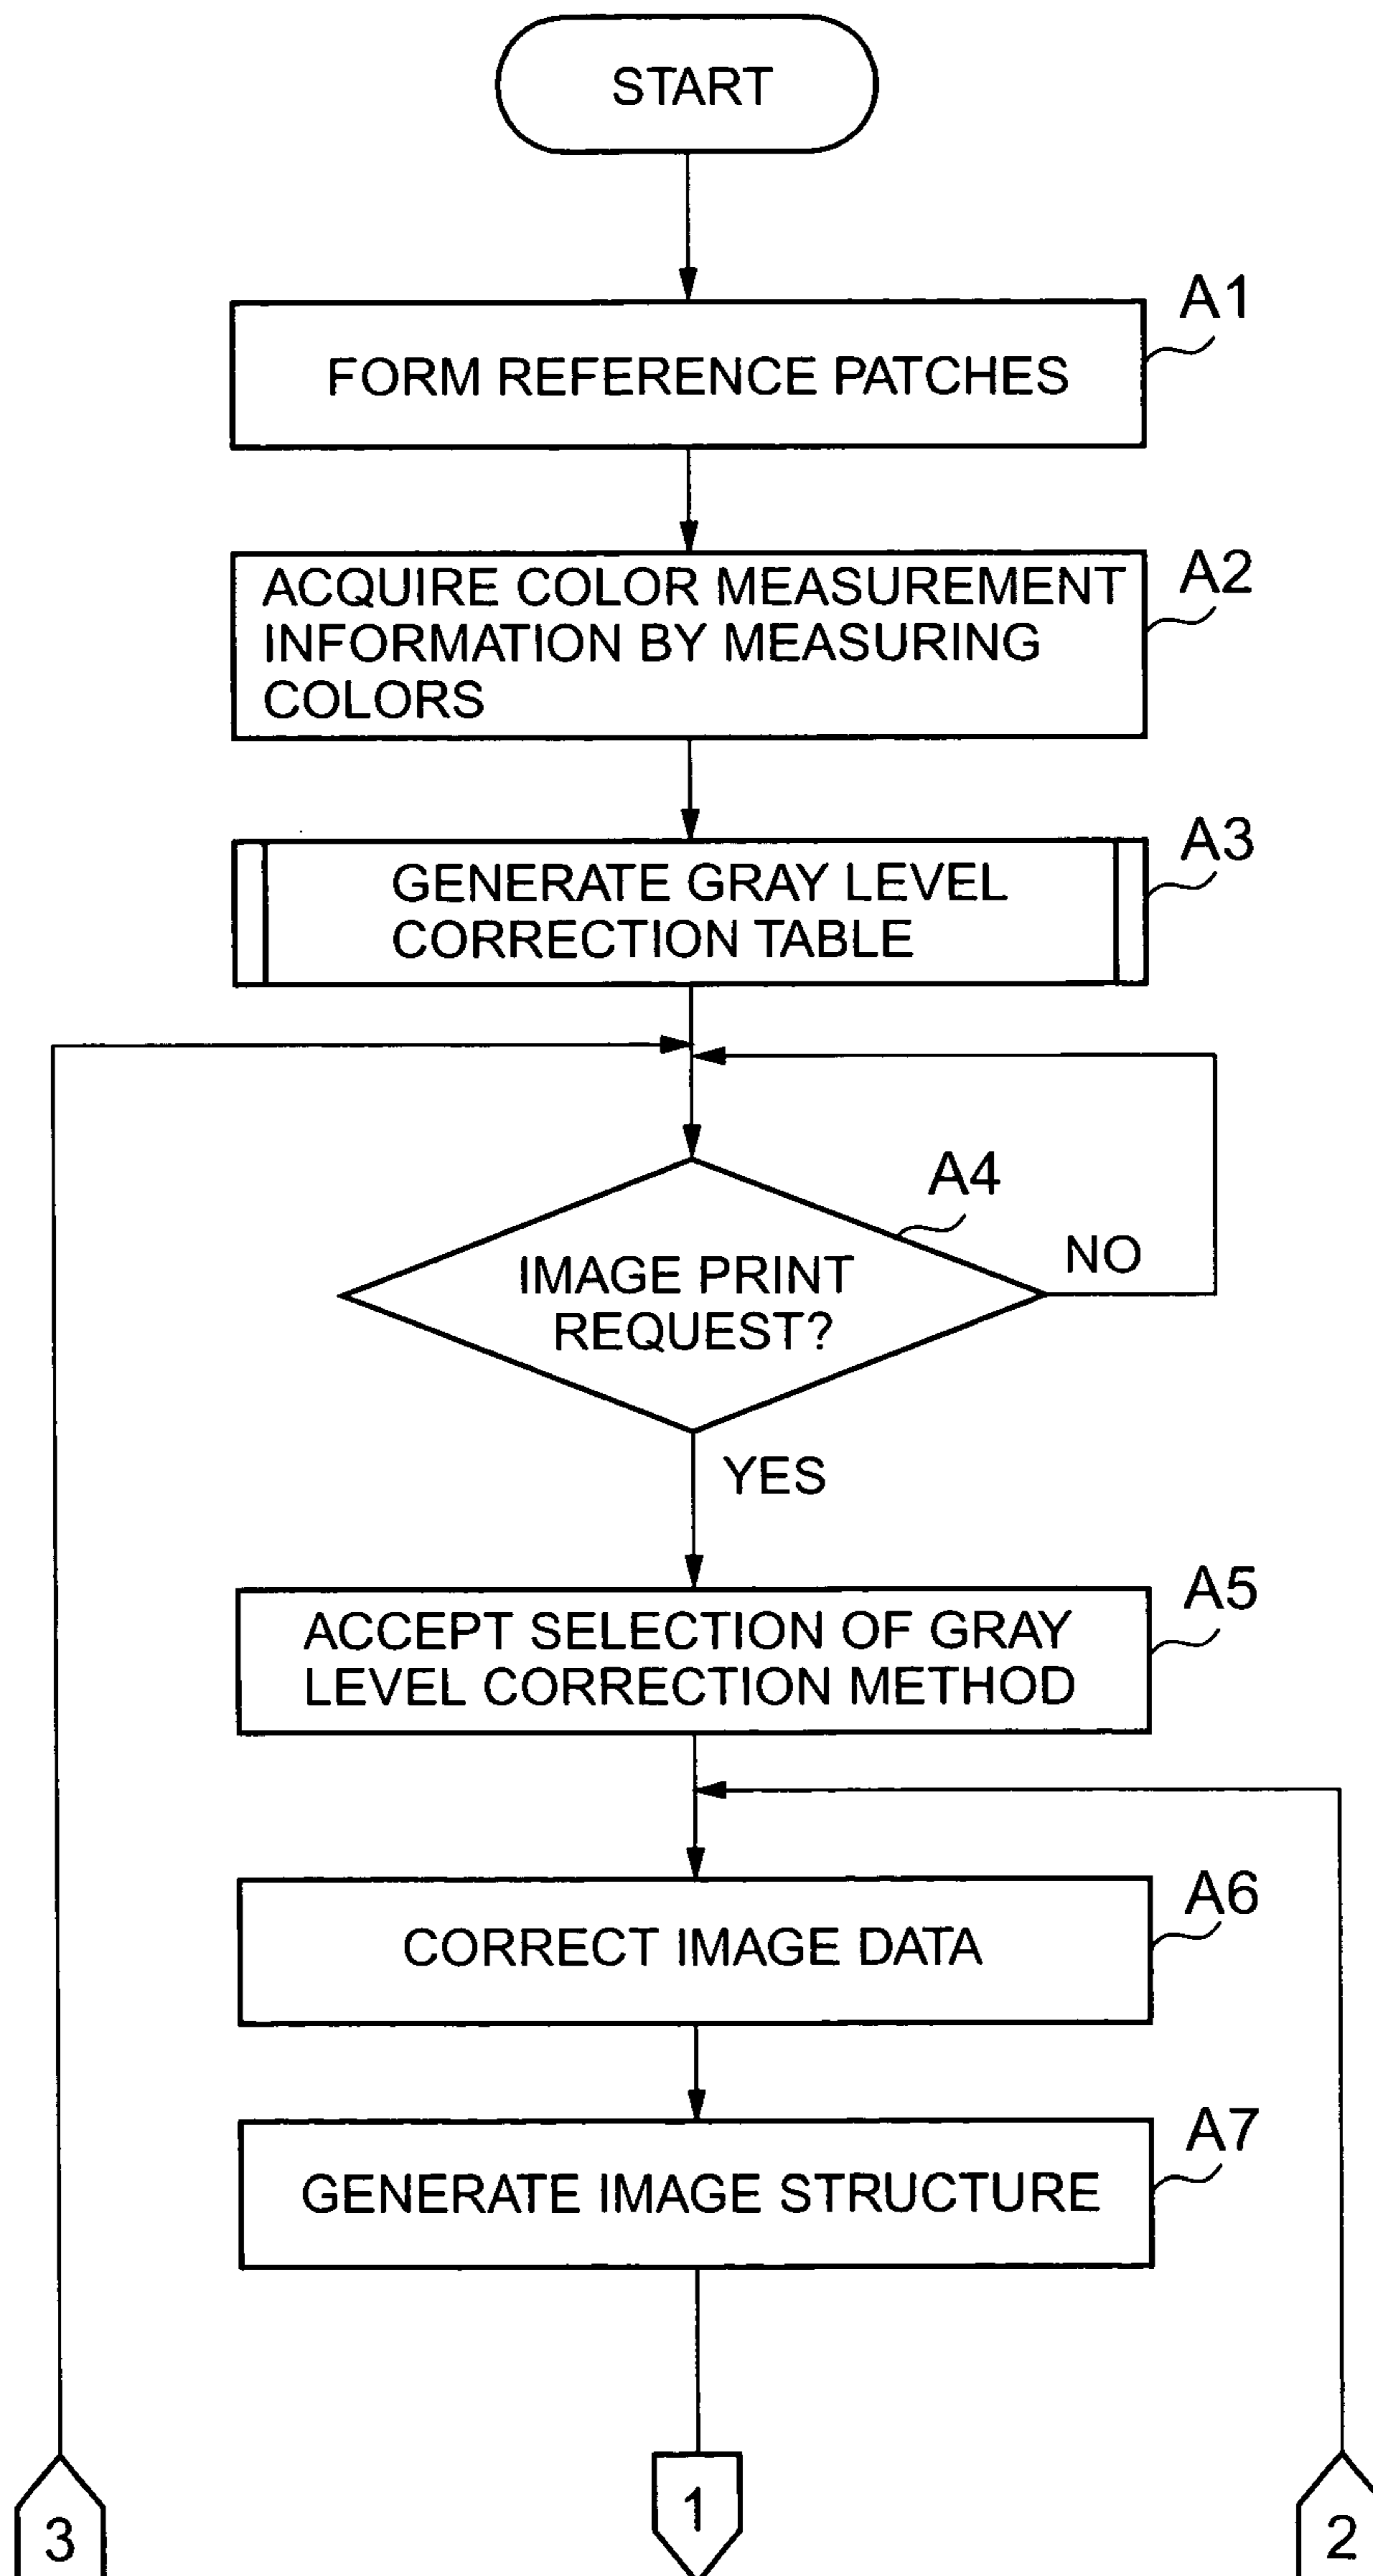 START
A1
FORM REFERENCE PATCHES
A2
ACQUIRE COLOR MEASUREMENT
INFORMATION BY MEASURING
COLORS
A3
GENERATE GRAY LEVEL
CORRECTION TABLE
A4
IMAGE PRINT
REQUEST?
NO
YES
A5
ACCEPT SELECTION OF GRAY
LEVEL CORRECTION METHOD
A6
CORRECT IMAGE DATA
A7
GENERATE IMAGE STRUCTURE
3
1
2